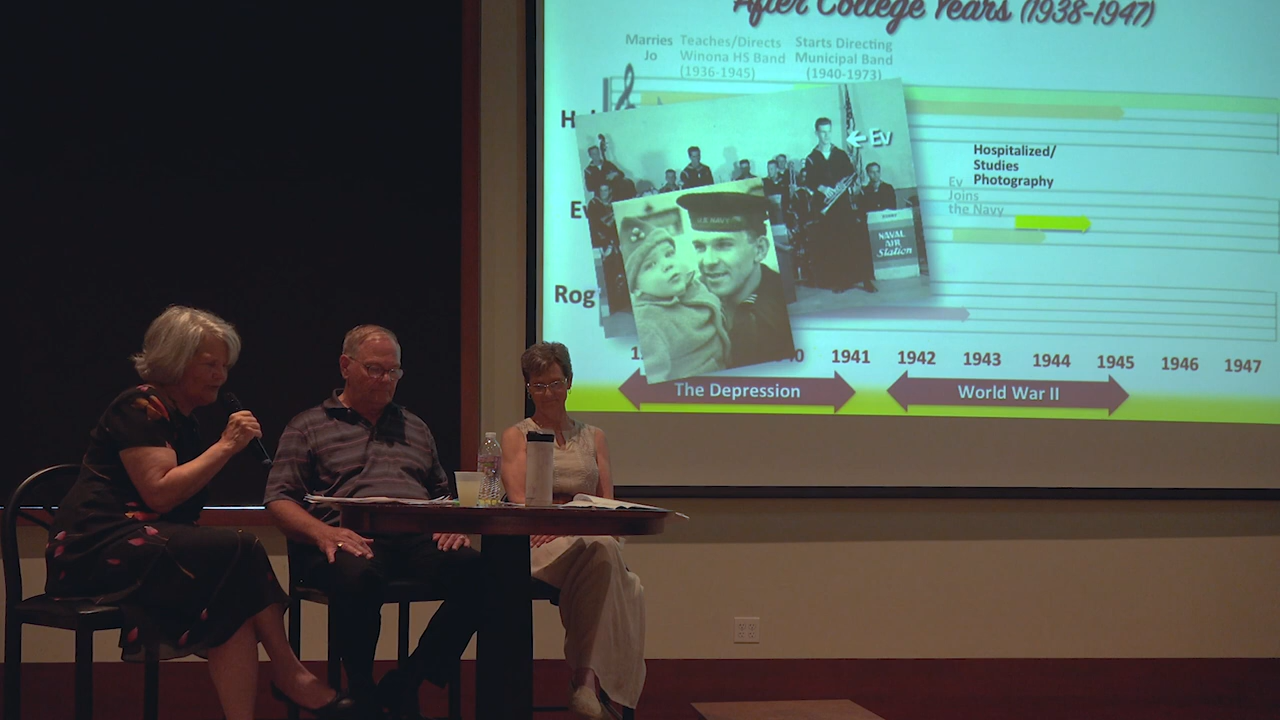 After College Years (1938-1947)
Marries
Jo
Teaches/Directs
Winona HS Band
(1936-1945)
Starts Directing
Municipal Band
(1940-1973)
Ev
Hospitalized/
Studies
Photography
Ev
Joins
the Navy
Ev
NAVAL
AIR
Station
U.S. NAVY
Rog
1941 1942 1943 1944 1945 1946 1947
The Depression World War II